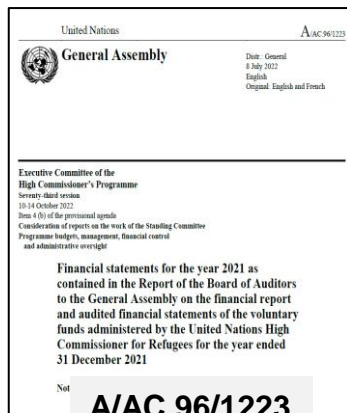 United Nations
A/AC.96/1223
General Assembly
Distr.: General
8 July 2022
English
Original: English and French
Executive Committee of the
High Commissioner's Programme
Seventy-third session
10-14 October 2022
Item 4 (b) of the provisional agenda
Consideration of reports on the work of the Standing Committee
Programme budgets, management, financial control
and administrative oversight
Financial statements for the year 2021 as
contained in the Report of the Board of Auditors
to the General Assembly on the financial report
and audited financial statements of the voluntary
funds administered by the United Nations High
Commissioner for Refugees for the year ended
31 December 2021
Not
A/AC.96/1223